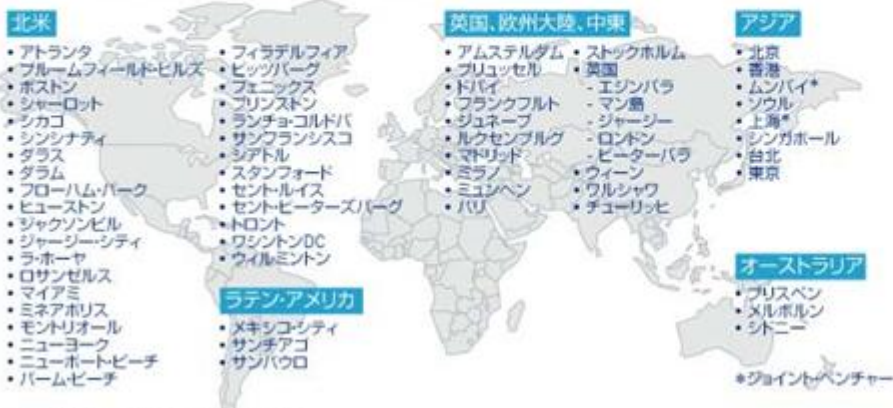 北米
• アトランタ
• ブルームフィールド・ヒルズ
• ボストン
• シャーロット
• シカゴ
• シンシナティ
• ダラス
• ダラム
• フローハム・パーク
• ヒューストン
• ジャクソンビル
• ジャージー・シティ
• ラ・ホーヤ
• ロサンゼルス
• マイアミ
• ミネアポリス
• モントリオール
• ニューヨーク
• ニューポート・ビーチ
• パーム・ビーチ
• フィラデルフィア
• ピッツバーグ
• フェニックス
• プリンストン
• ランチョ・コルドバ
• サンフランシスコ
• シアトル
• スタンフォード
• セント・ルイス
• セント・ピーターズバーグ
• トロント
• ワシントンDC
• ウィルミントン
ラテン・アメリカ
• メキシコ・シティ
• サンチアゴ
• サンパウロ
英国、欧州大陸、中東
• アムステルダム
• ブリュッセル
• ドバイ
• フランクフルト
• ジュネーブ
• ルクセンブルグ
• マドリッド
• ミラノ
• ミュンヘン
• パリ
• ストックホルム
• 英国
- エジンバラ
- マン島
- ジャージー
- ロンドン
- ピーターバラ
• ウィーン
• ワルシャワ
• チューリッヒ
アジア
• 北京
• 香港
• ムンバイ*
• ソウル
• 上海*
• シンガポール
• 台北
• 東京
オーストラリア
• ブリスベン
• メルボルン
• シドニー
*ジョイント・ベンチャー